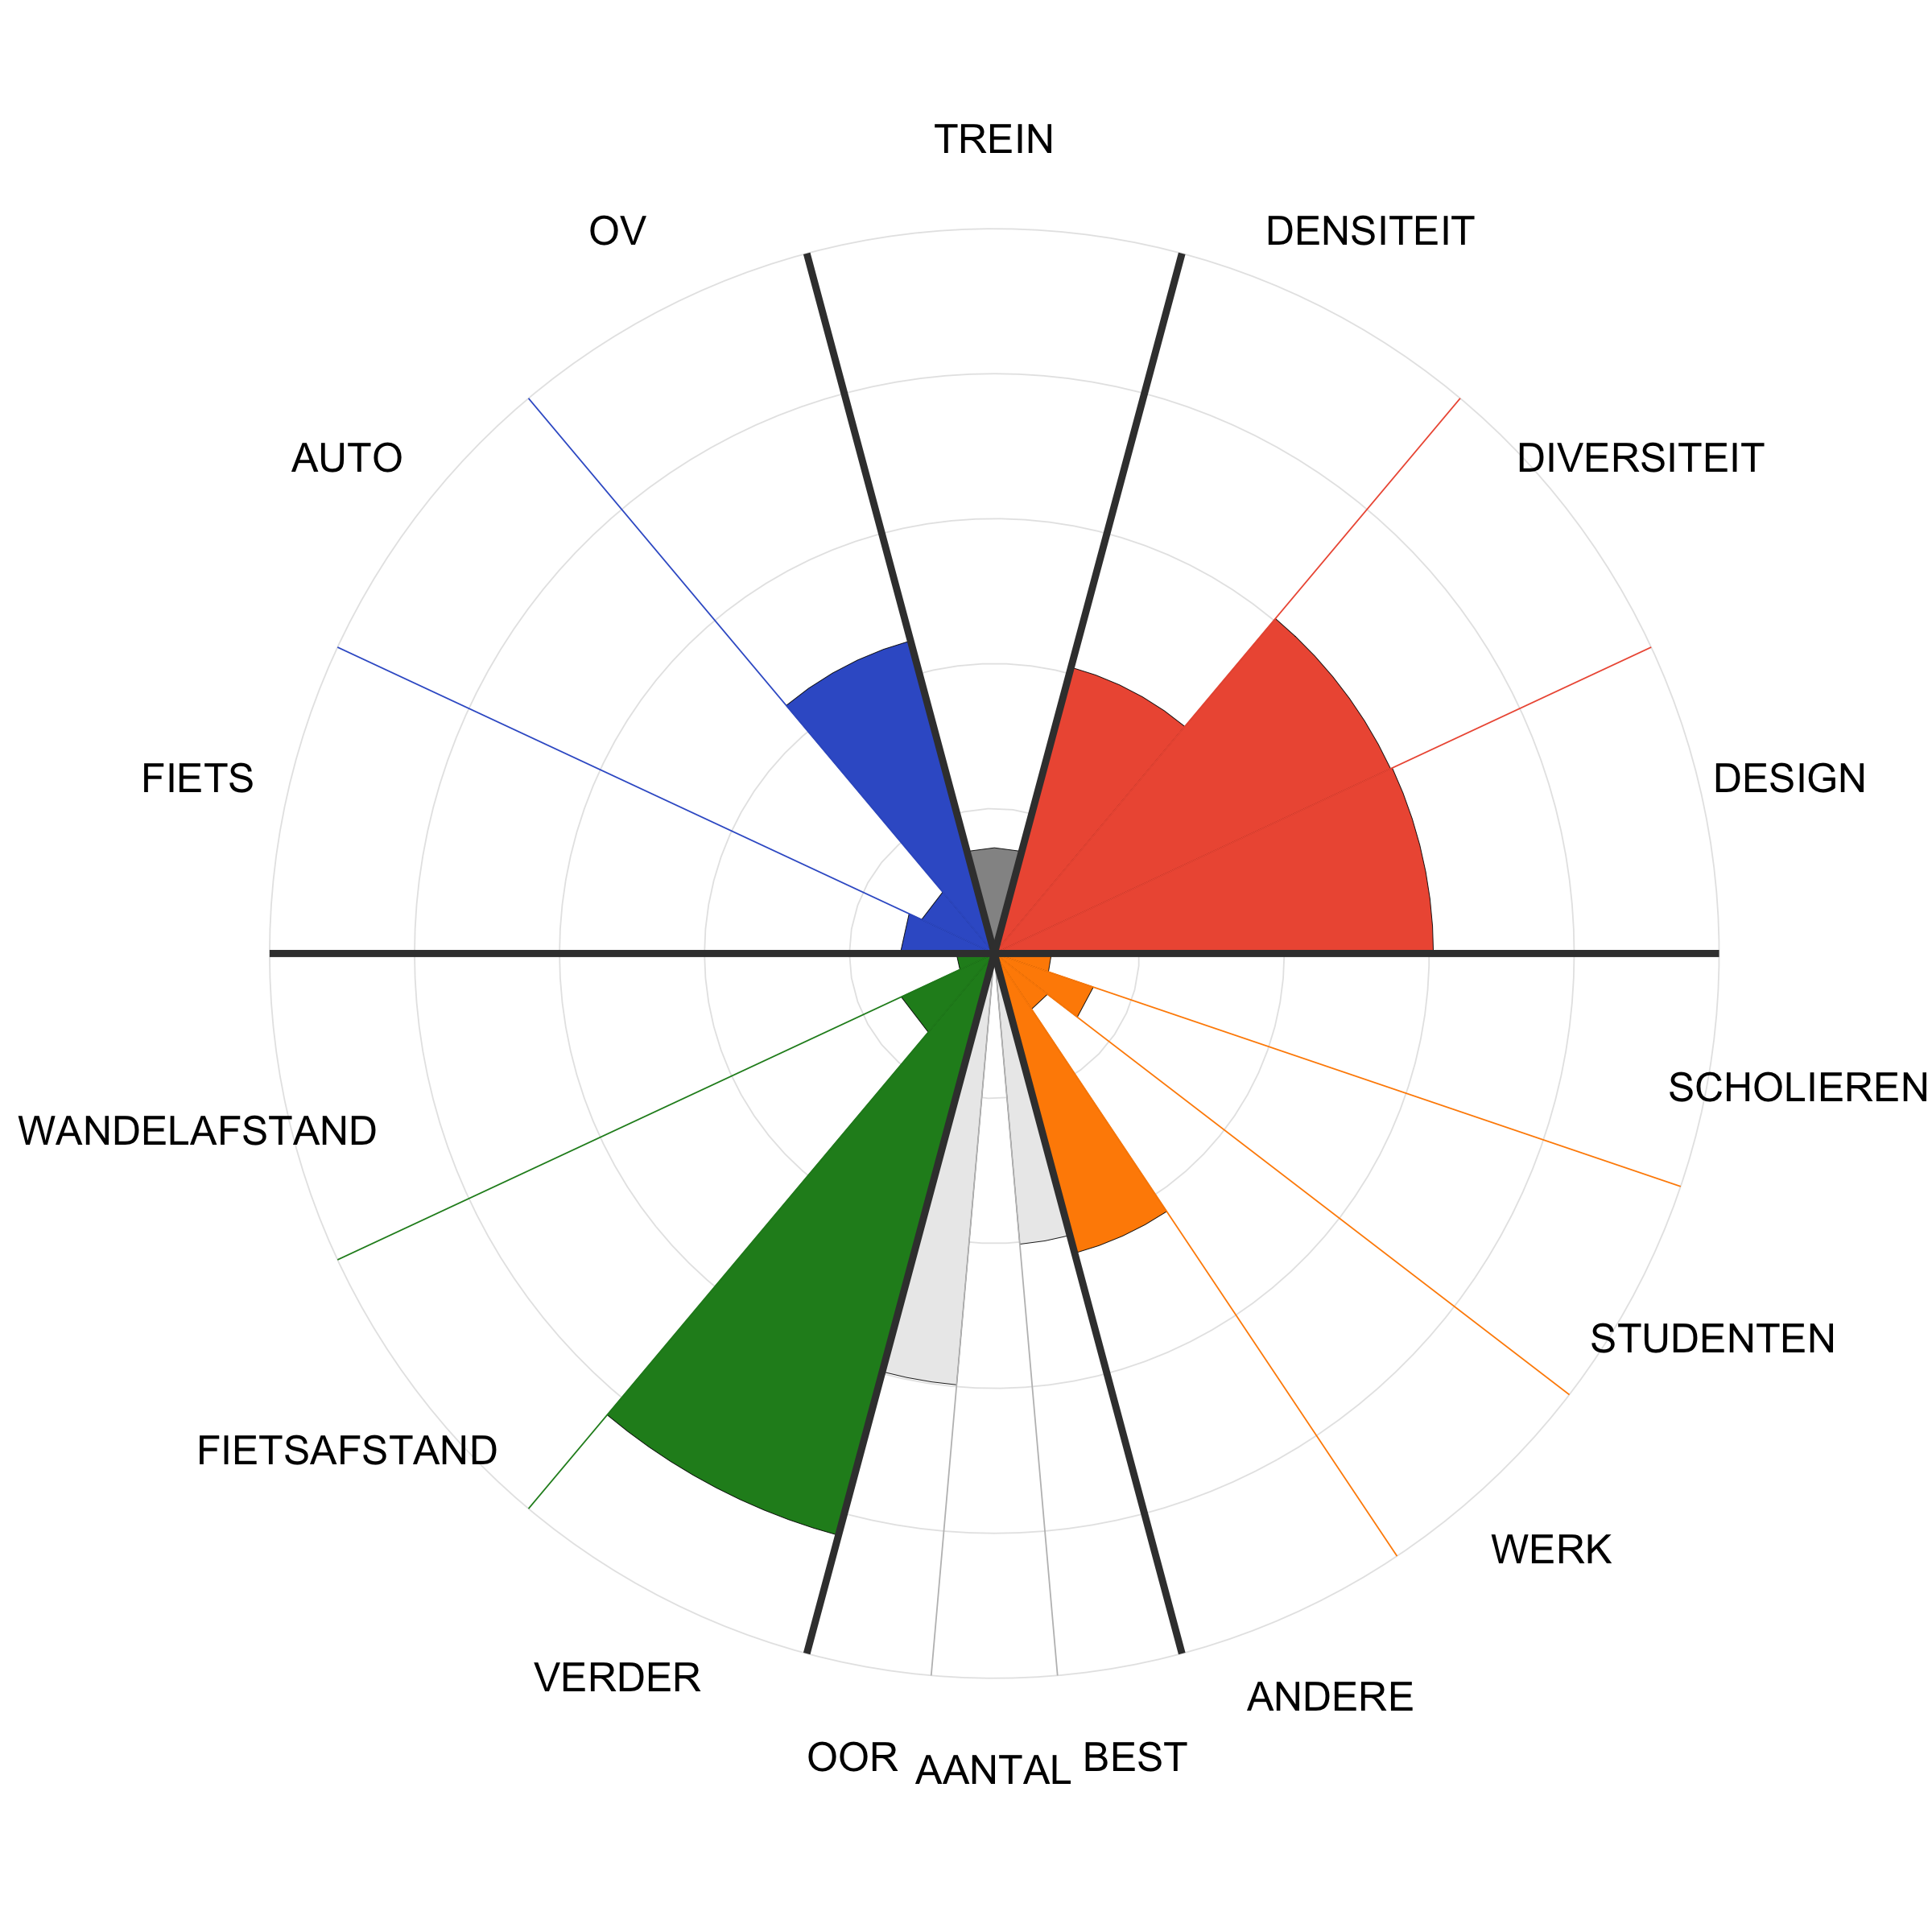 TREIN
OV
DENSITEIT
AUTO
DIVERSITEIT
FIETS
DESIGN
SCHOLIEREN
WANDELAFSTAND
STUDENTEN
FIETSAFSTAND
WERK
VERDER
ANDERE
OOR
AANTAL
BEST